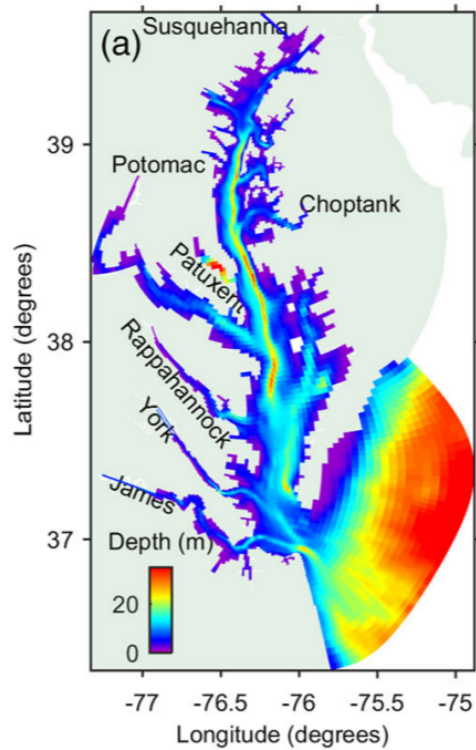 (a)
Susquehanna
39
Potomac
Choptank
Patuxent
38
Rappahannock
York
James
37
Depth (m)
20
0
Latitude (degrees)
-77 -76.5 -76 -75.5 -75
Longitude (degrees)